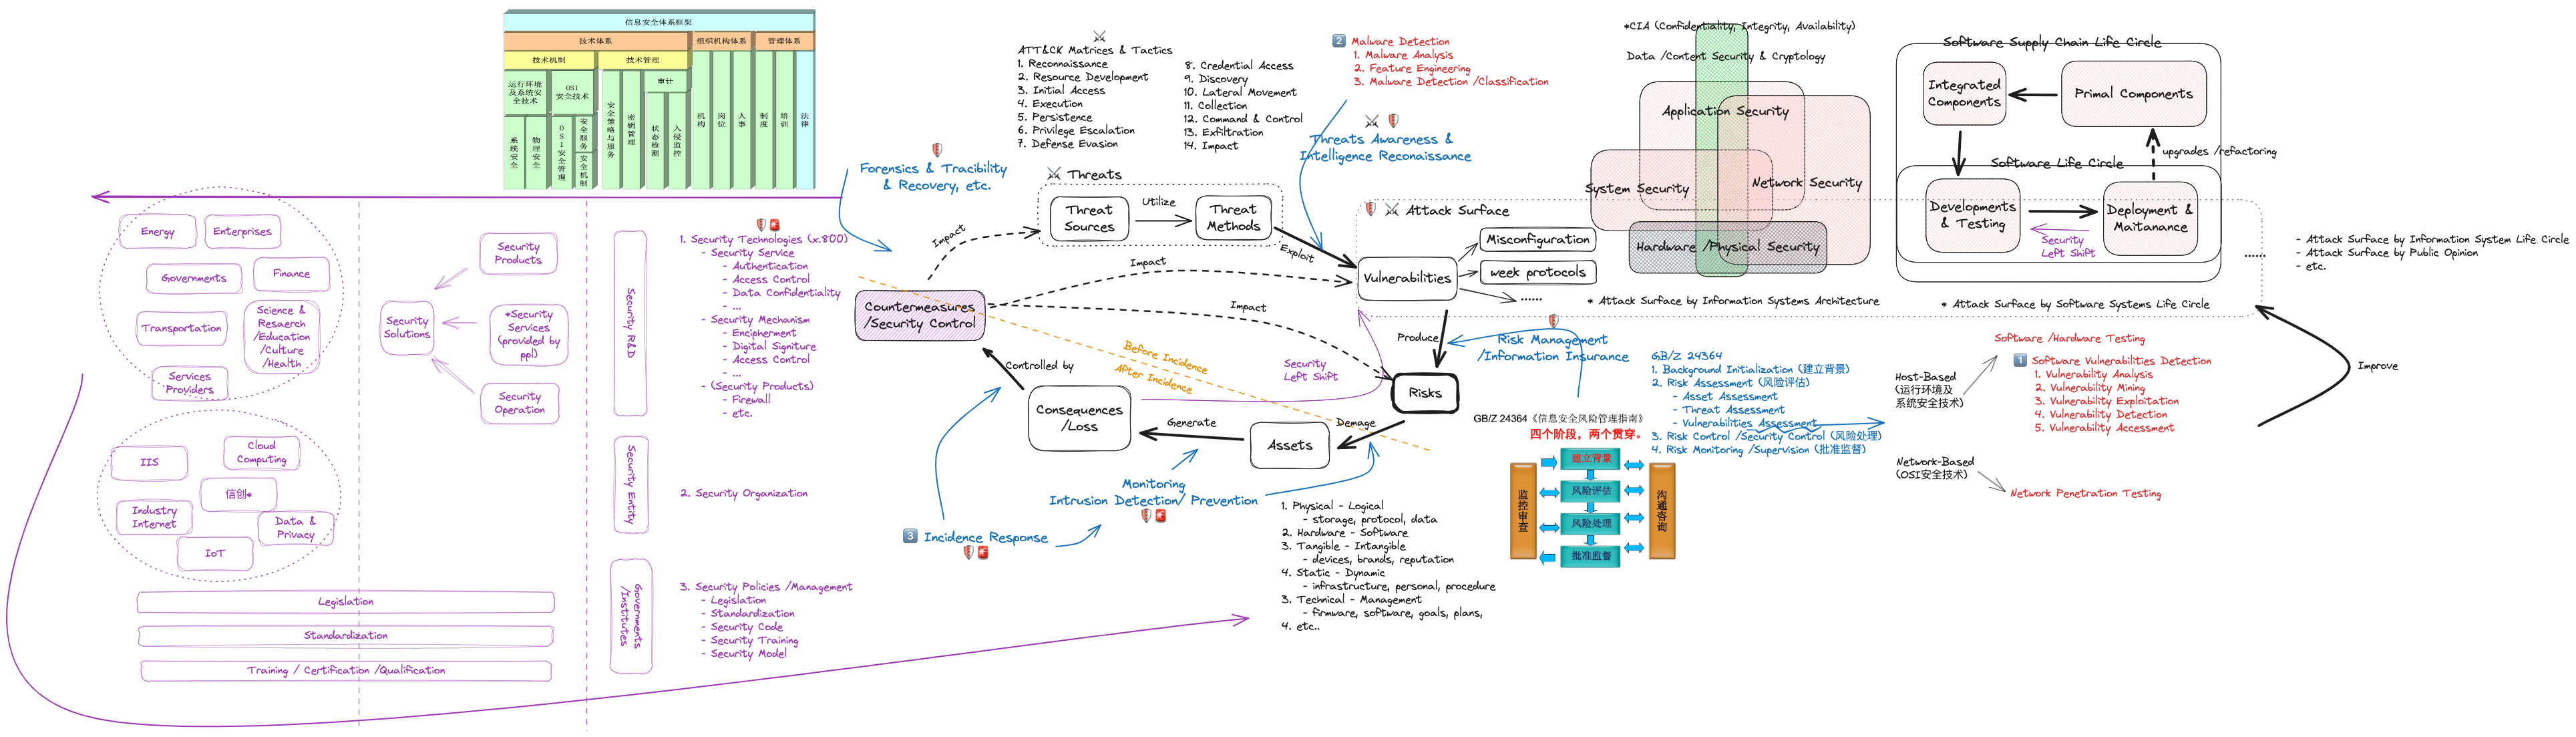 信息安全体系框架
技术体系
组织机构体系
管理体系
技术机制
技术管理
运行环境
及系统安
全技术
OSI
安全技术
审计
系统安全
物理安全
OSI安全管理
安全服务
安全机制
安全策略与服务
密钥管理
状态检测
入侵监控
机构
岗位
人事
制度
培训
法律
Energy
Enterprises
Governments
Finance
Transportation
Science &
Resaerch
/Education
/Culture
/Health
Services
Providers
IIS
Cloud
Computing
信创*
Industry
Internet
Data &
Privacy
IoT
Legislation
Standardization
Training / Certification /Qualification
Security
Products
Security
Solutions
*Security
Services
(provided by
ppl)
Security
Operation
Security R&D
Security Entity
Governments
/Institutes
1. Security Technologies (x.800)
- Security Service
- Authentication
- Access Control
- Data Confidentiality
- ...
- Security Mechanism
- Encipherment
- Digital Signiture
- Access Control
- ...
- (Security Products)
- Firewall
- etc.
2. Security Organization
3. Security Policies /Management
- Legislation
- Standardization
- Security Code
- Security Training
- Security Model
Forensics & Tracibility
& Recovery, etc.
ATT&CK Matrices & Tactics
1. Reconnaissance
2. Resource Development
3. Initial Access
4. Execution
5. Persistence
6. Privilege Escalation
7. Defense Evasion
8. Credential Access
9. Discovery
10. Lateral Movement
11. Collection
12. Command & Control
13. Exfiltration
14. Impact
Threats
Threat
Sources
Utilize
Threat
Methods
Impact
Impact
Impact
Exploit
Countermeasures
/Security Control
Before Incidence
After Incidence
Controlled by
Consequences
/Loss
Generate
Assets
Demage
Risks
Produce
Security
Left Shift
Monitoring
Intrusion Detection/ Prevention
3 Incidence Response
2 Malware Detection
1. Malware Analysis
2. Feature Engineering
3. Malware Detection /Classification
Threats Awareness &
Intelligence Reconaissance
Attack Surface
Vulnerabilities
Misconfiguration
week protocols
......
*CIA (Confidentiality, Integrity, Availability)
Data /Content Security & Cryptology
Application Security
System Security
Network Security
Hardware /Physical Security
* Attack Surface by Information Systems Architecture
Software Supply Chain Life Circle
Integrated
Components
Primal Components
upgrades /refactoring
Software Life Circle
Developments
& Testing
Deployment &
Maitanance
Security
Left Shift
* Attack Surface by Software Systems Life Circle
......
- Attack Surface by Information System Life Circle
- Attack Surface by Public Opinion
- etc.
Risk Management
/Information Insurance
GB/Z 24364
1. Background Initialization (建立背景)
2. Risk Assessment (风险评估)
- Asset Assessment
- Threat Assessment
- Vulnerabilities Assessment
3. Risk Control /Security Control (风险处理)
4. Risk Monitoring /Supervision (批准监督)
GB/Z 24364《信息安全风险管理指南》
四个阶段，两个贯穿。
监控审查
建立背景
风险评估
风险处理
批准监督
沟通咨询
1. Physical - Logical
- storage, protocol, data
2. Hardware - Software
3. Tangible - Intangible
- devices, brands, reputation
4. Static - Dynamic
- infrastructure, personal, procedure
3. Technical - Management
- firmware, software, goals, plans,
4. etc..
Host-Based
(运行环境及
系统安全技术)
Network-Based
(OSI安全技术)
Software /Hardware Testing
1 Software Vulnerabilities Detection
1. Vulnerability Analysis
2. Vulnerability Mining
3. Vulnerability Exploitation
4. Vulnerability Detection
5. Vulnerability Accessment
Network Penetration Testing
Improve